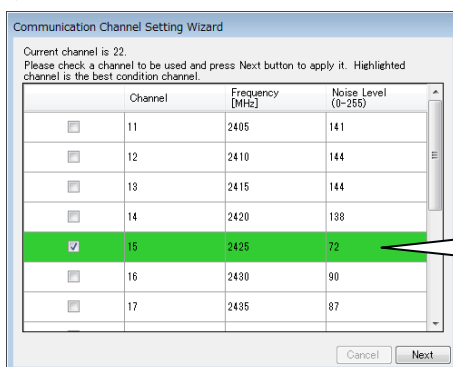 Communication Channel Setting Wizard
Current channel is 22.
Please check a channel to be used and press Next button to apply it. Highlighted
channel is the best condition channel.
Channel Frequency [MHz] Noise Level (0-255)
11 2405 141
12 2410 144
13 2415 144
14 2420 138
15 2425 72
16 2430 90
17 2435 87
Cancel Next